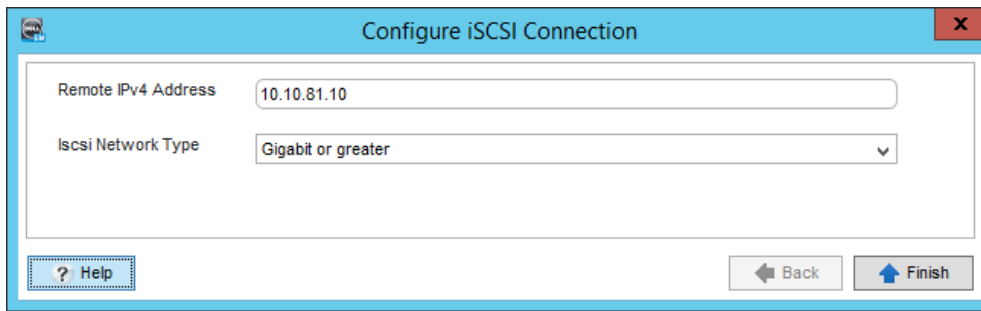 Configure iSCSI Connection
x
Remote IPv4 Address
10.10.81.10
Iscsi Network Type
Gigabit or greater
? Help
Back
Finish